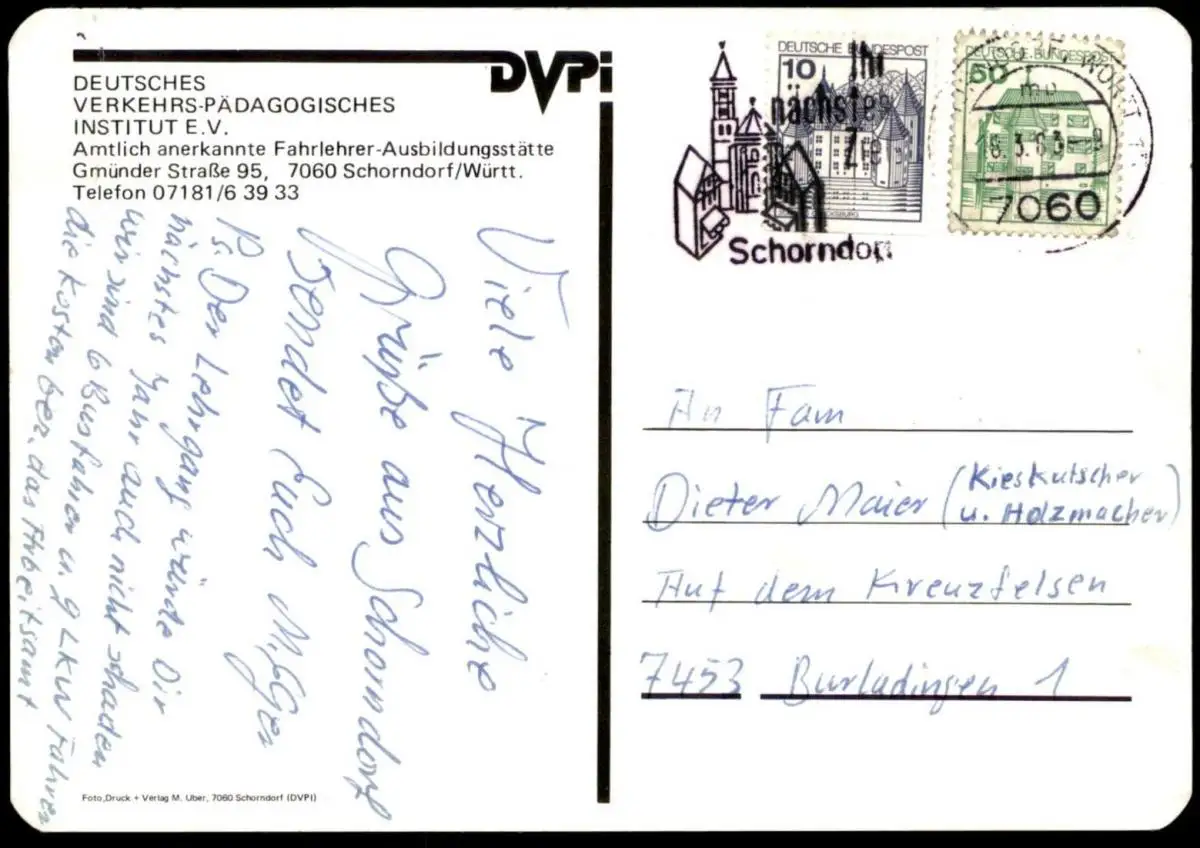 DVPi
DEUTSCHES
VERKEHRS-PÄDAGOGISCHES
INSTITUT E.V.
Amtlich anerkannte Fahrlehrer-Ausbildungsstätte
Gmünder Straße 95, 7060 Schorndorf/Württ.
Telefon 07181/6 39 33
Viele Herzliche
Grüße aus Schorndorf
Sendet Euch
P.S. Der Lehrgang würde Dir
nächstes Jahr auch nicht schaden
wir sind 6 Busfahrer u. 9 LKW Fahrer
die Kosten bez. das Arbeitsamt
Foto, Druck + Verlag M. Uber, 7060 Schorndorf (DVPI)
DEUTSCHE BUNDESPOST
10
DEUTSCHE BUNDESPOST
50
Ihr
nächstes
Schorndorf
7060
An Fam
Dieter Maier (Kieskutscher
u. Holzmacher)
Auf dem Kreuzfelsen
7453 Burladingen 1